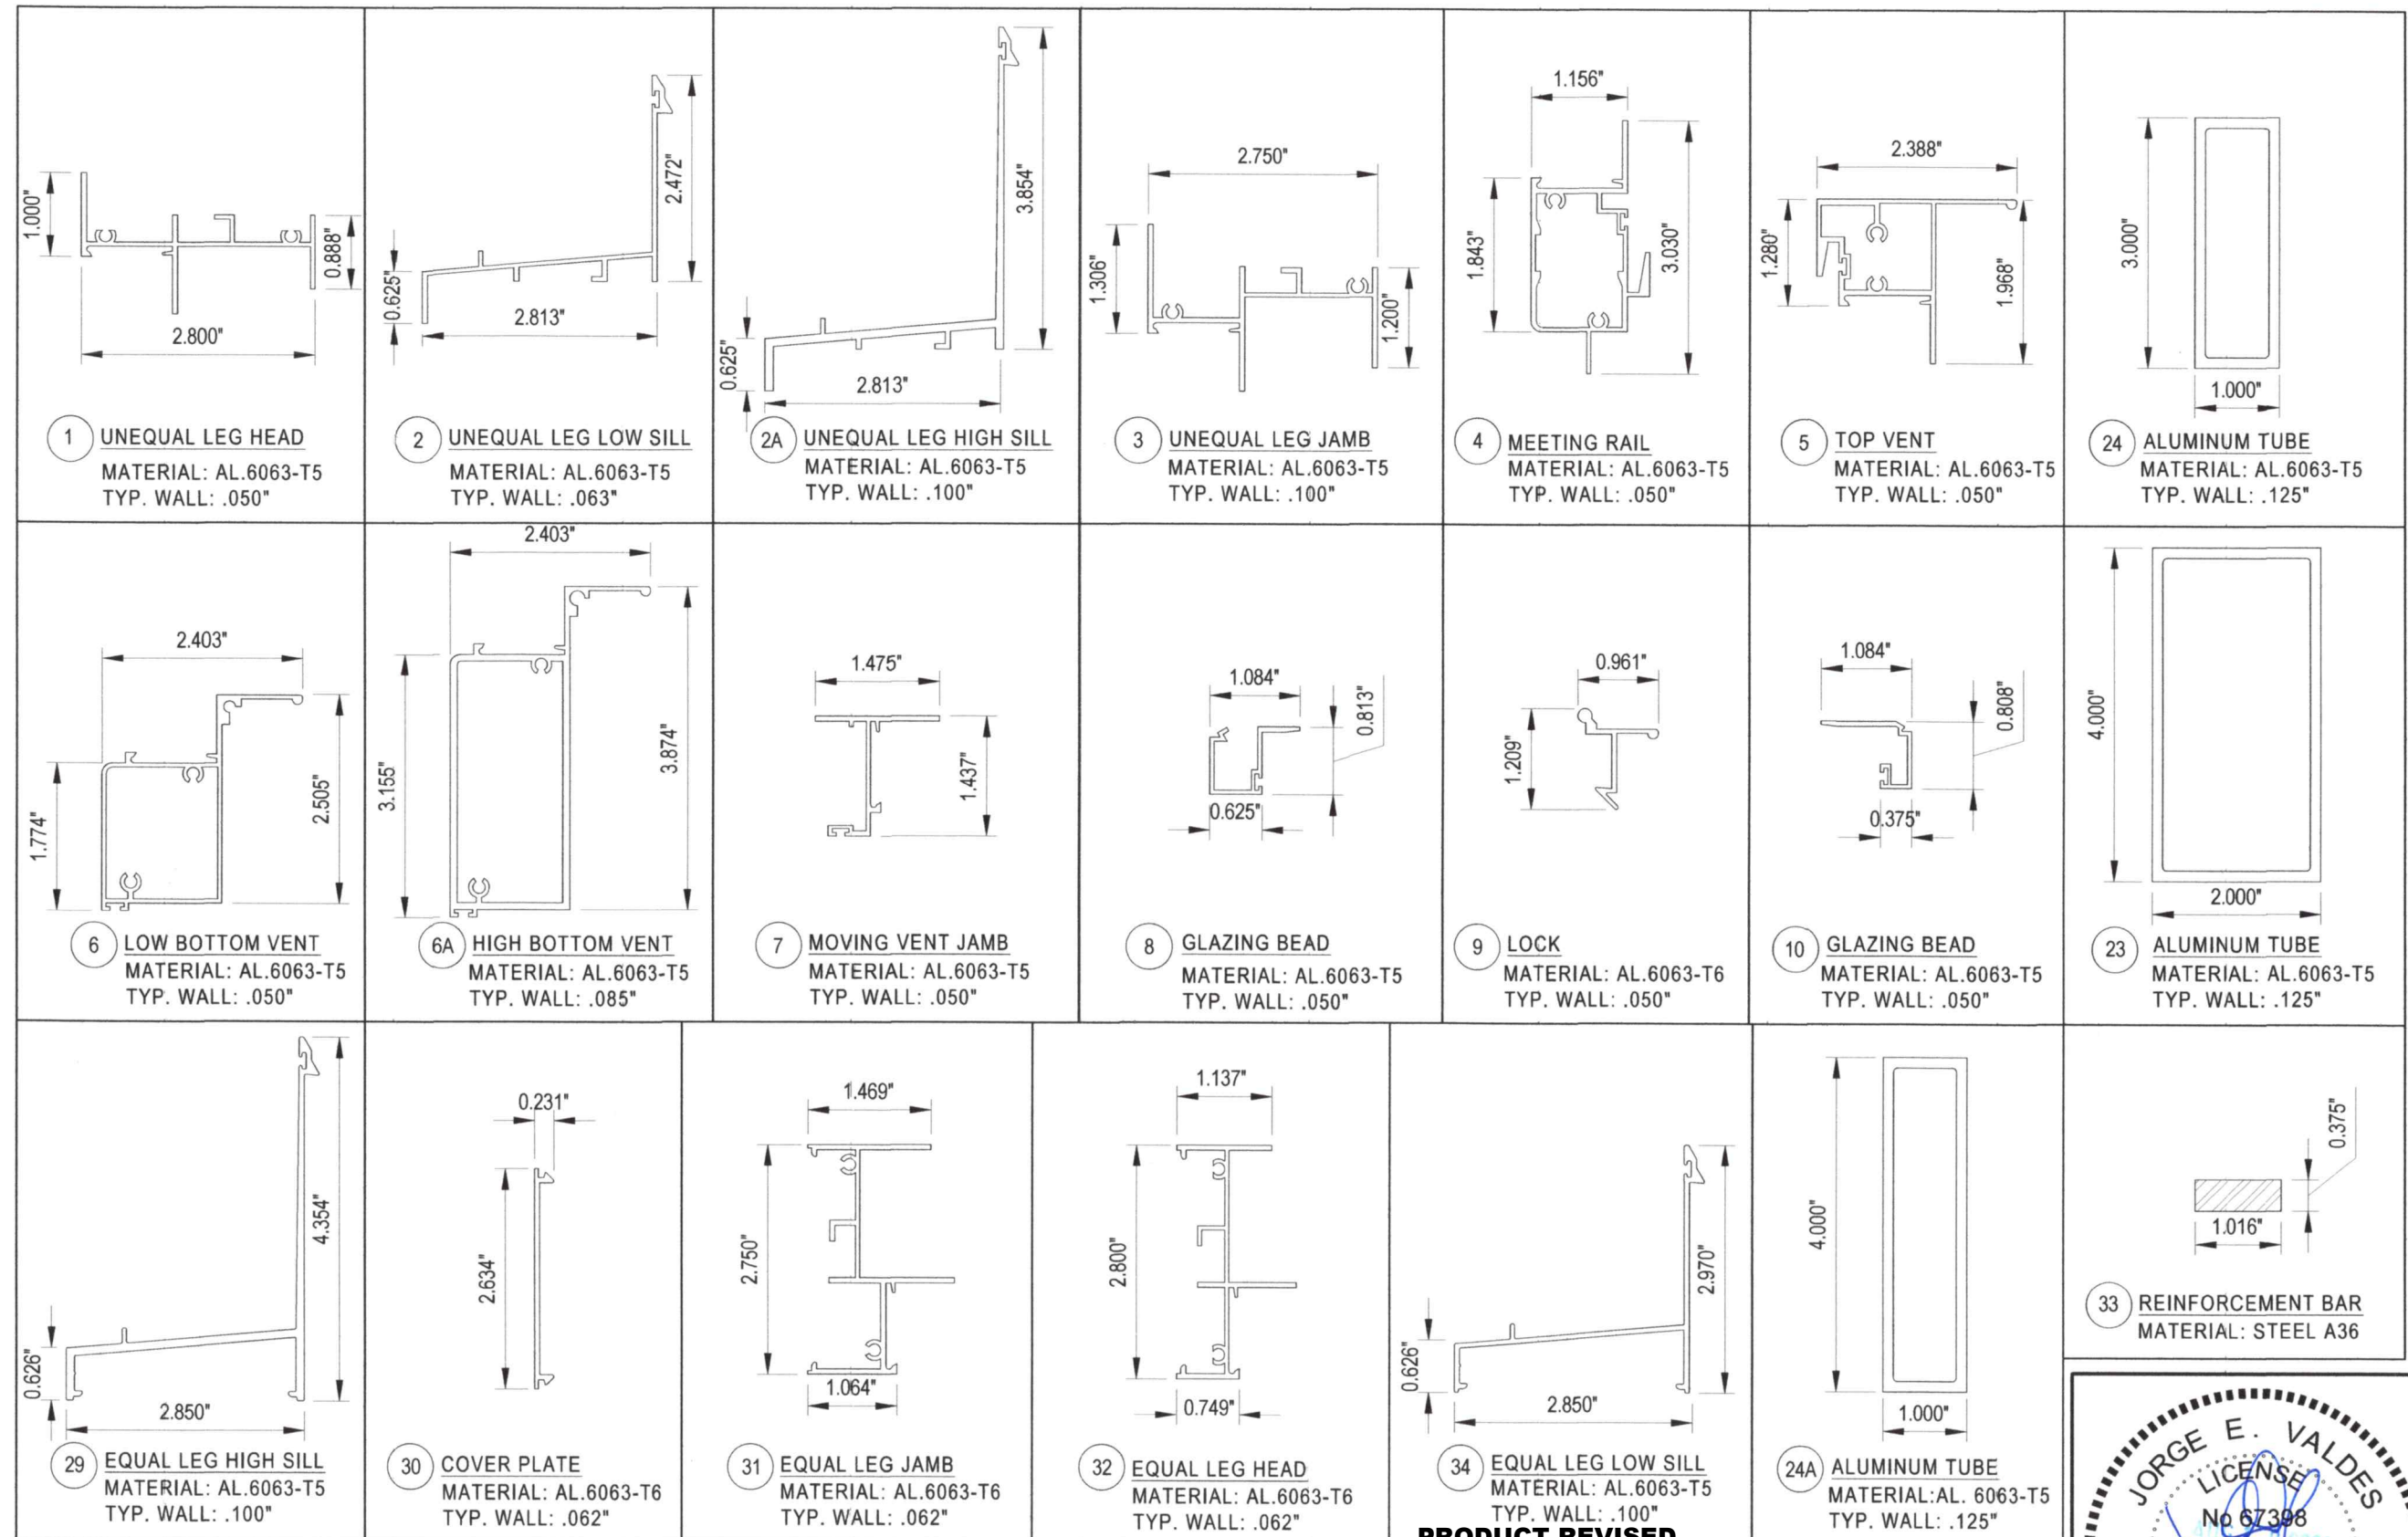 1.000"
0.888"
2.800"
1 UNEQUAL LEG HEAD
MATERIAL: AL.6063-T5
TYP. WALL: .050"
2.472"
0.625"
2.813"
2 UNEQUAL LEG LOW SILL
MATERIAL: AL.6063-T5
TYP. WALL: .063"
3.854"
0.625"
2.813"
2A UNEQUAL LEG HIGH SILL
MATERIAL: AL.6063-T5
TYP. WALL: .100"
2.750"
1.306"
1.200"
3 UNEQUAL LEG JAMB
MATERIAL: AL.6063-T5
TYP. WALL: .100"
1.156"
1.843"
3.030"
4 MEETING RAIL
MATERIAL: AL.6063-T5
TYP. WALL: .050"
2.388"
1.280"
1.968"
5 TOP VENT
MATERIAL: AL.6063-T5
TYP. WALL: .050"
3.000"
1.000"
24 ALUMINUM TUBE
MATERIAL: AL.6063-T5
TYP. WALL: .125"
2.403"
1.774"
2.505"
6 LOW BOTTOM VENT
MATERIAL: AL.6063-T5
TYP. WALL: .050"
2.403"
3.155"
3.874"
6A HIGH BOTTOM VENT
MATERIAL: AL.6063-T5
TYP. WALL: .085"
1.475"
1.437"
7 MOVING VENT JAMB
MATERIAL: AL.6063-T5
TYP. WALL: .050"
1.084"
0.813"
0.625"
8 GLAZING BEAD
MATERIAL: AL.6063-T5
TYP. WALL: .050"
0.961"
1.209"
9 LOCK
MATERIAL: AL.6063-T6
TYP. WALL: .050"
1.084"
0.808"
0.375"
10 GLAZING BEAD
MATERIAL: AL.6063-T5
TYP. WALL: .050"
4.000"
2.000"
23 ALUMINUM TUBE
MATERIAL: AL.6063-T5
TYP. WALL: .125"
4.354"
0.626"
2.850"
29 EQUAL LEG HIGH SILL
MATERIAL: AL.6063-T5
TYP. WALL: .100"
0.231"
2.634"
30 COVER PLATE
MATERIAL: AL.6063-T6
TYP. WALL: .062"
1.469"
2.750"
1.064"
31 EQUAL LEG JAMB
MATERIAL: AL.6063-T6
TYP. WALL: .062"
1.137"
2.800"
0.749"
32 EQUAL LEG HEAD
MATERIAL: AL.6063-T6
TYP. WALL: .062"
2.970"
0.626"
2.850"
34 EQUAL LEG LOW SILL
MATERIAL: AL.6063-T5
TYP. WALL: .100"
PRODUCT REVISED
4.000"
1.000"
24A ALUMINUM TUBE
MATERIAL:AL. 6063-T5
TYP. WALL: .125"
0.375"
1.016"
33 REINFORCEMENT BAR
MATERIAL: STEEL A36
JORGE E. VALDES
LICENSE
No 67398